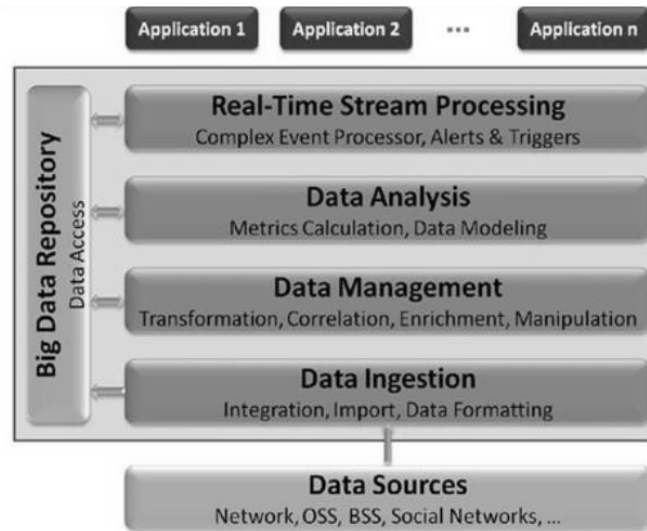 Application 1
Application 2
...
Application n
Big Data Repository
Data Access
Real-Time Stream Processing
Complex Event Processor, Alerts & Triggers
Data Analysis
Metrics Calculation, Data Modeling
Data Management
Transformation, Correlation, Enrichment, Manipulation
Data Ingestion
Integration, Import, Data Formatting
Data Sources
Network, OSS, BSS, Social Networks, ...